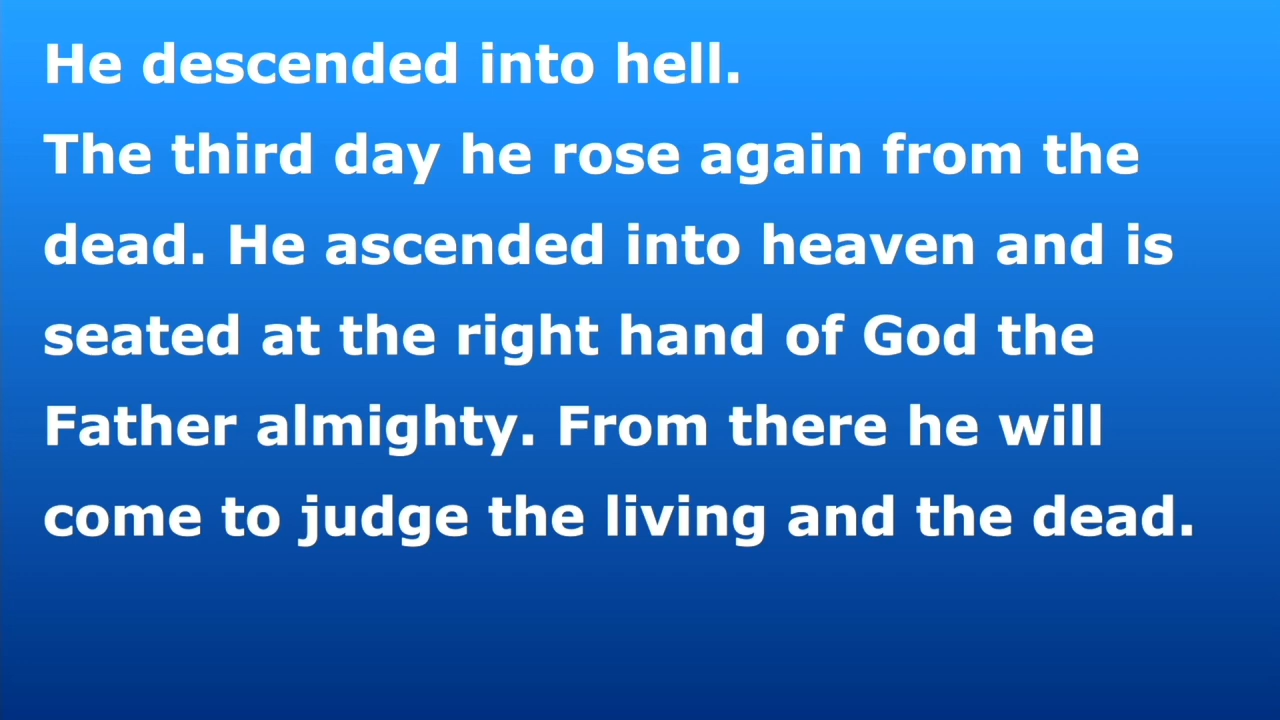 He descended into hell.
The third day he rose again from the
dead. He ascended into heaven and is
seated at the right hand of God the
Father almighty. From there he will
come to judge the living and the dead.